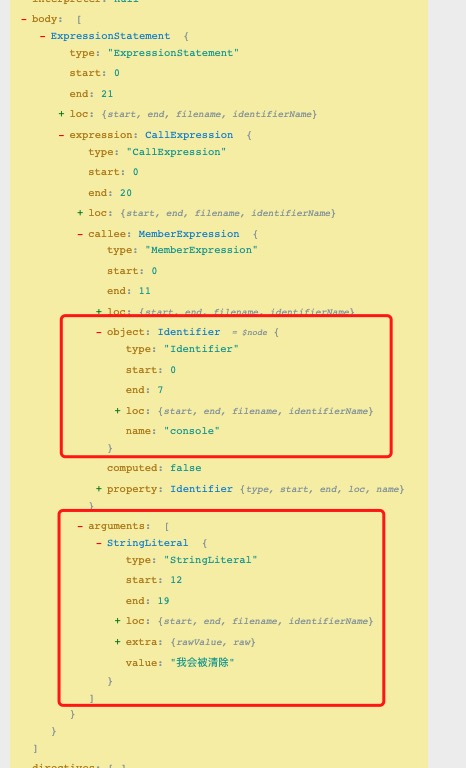 interpreter: null
− body: [
− ExpressionStatement {
type: "ExpressionStatement"
start: 0
end: 21
+ loc: {start, end, filename, identifierName}
− expression: CallExpression {
type: "CallExpression"
start: 0
end: 20
+ loc: {start, end, filename, identifierName}
− callee: MemberExpression {
type: "MemberExpression"
start: 0
end: 11
+ loc: {start, end, filename, identifierName}
− object: Identifier = $node {
type: "Identifier"
start: 0
end: 7
+ loc: {start, end, filename, identifierName}
name: "console"
}
computed: false
+ property: Identifier {type, start, end, loc, name}
}
− arguments: [
− StringLiteral {
type: "StringLiteral"
start: 12
end: 19
+ loc: {start, end, filename, identifierName}
+ extra: {rawValue, raw}
value: "我会被清除"
}
]
}
}
]
directives: [ ]